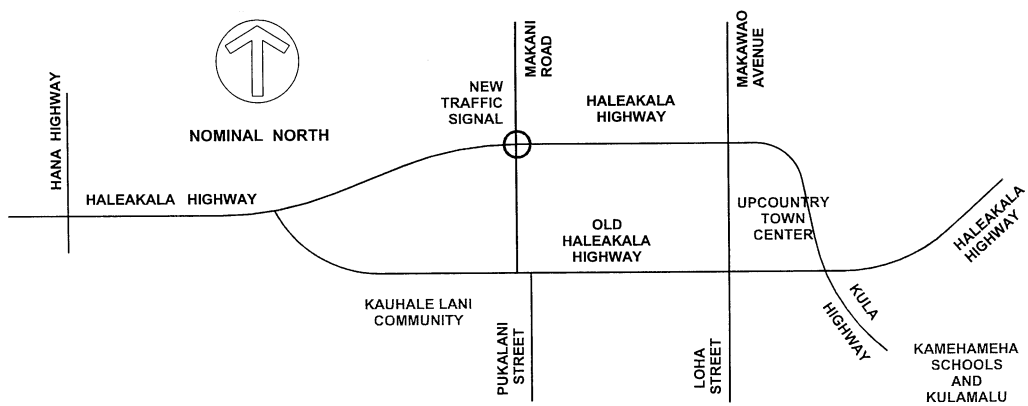 MAKANI
ROAD
MAKAWAO
AVENUE
NEW
TRAFFIC
SIGNAL
HALEAKALA
HIGHWAY
HANA HIGHWAY
NOMINAL NORTH
HALEAKALA HIGHWAY
UPCOUNTRY
TOWN
CENTER
OLD
HALEAKALA
HIGHWAY
HALEAKALA
HIGHWAY
KAUHALE LANI
COMMUNITY
PUKALANI
STREET
LOHA
STREET
KULA
HIGHWAY
KAMEHAMEHA
SCHOOLS
AND
KULAMALU